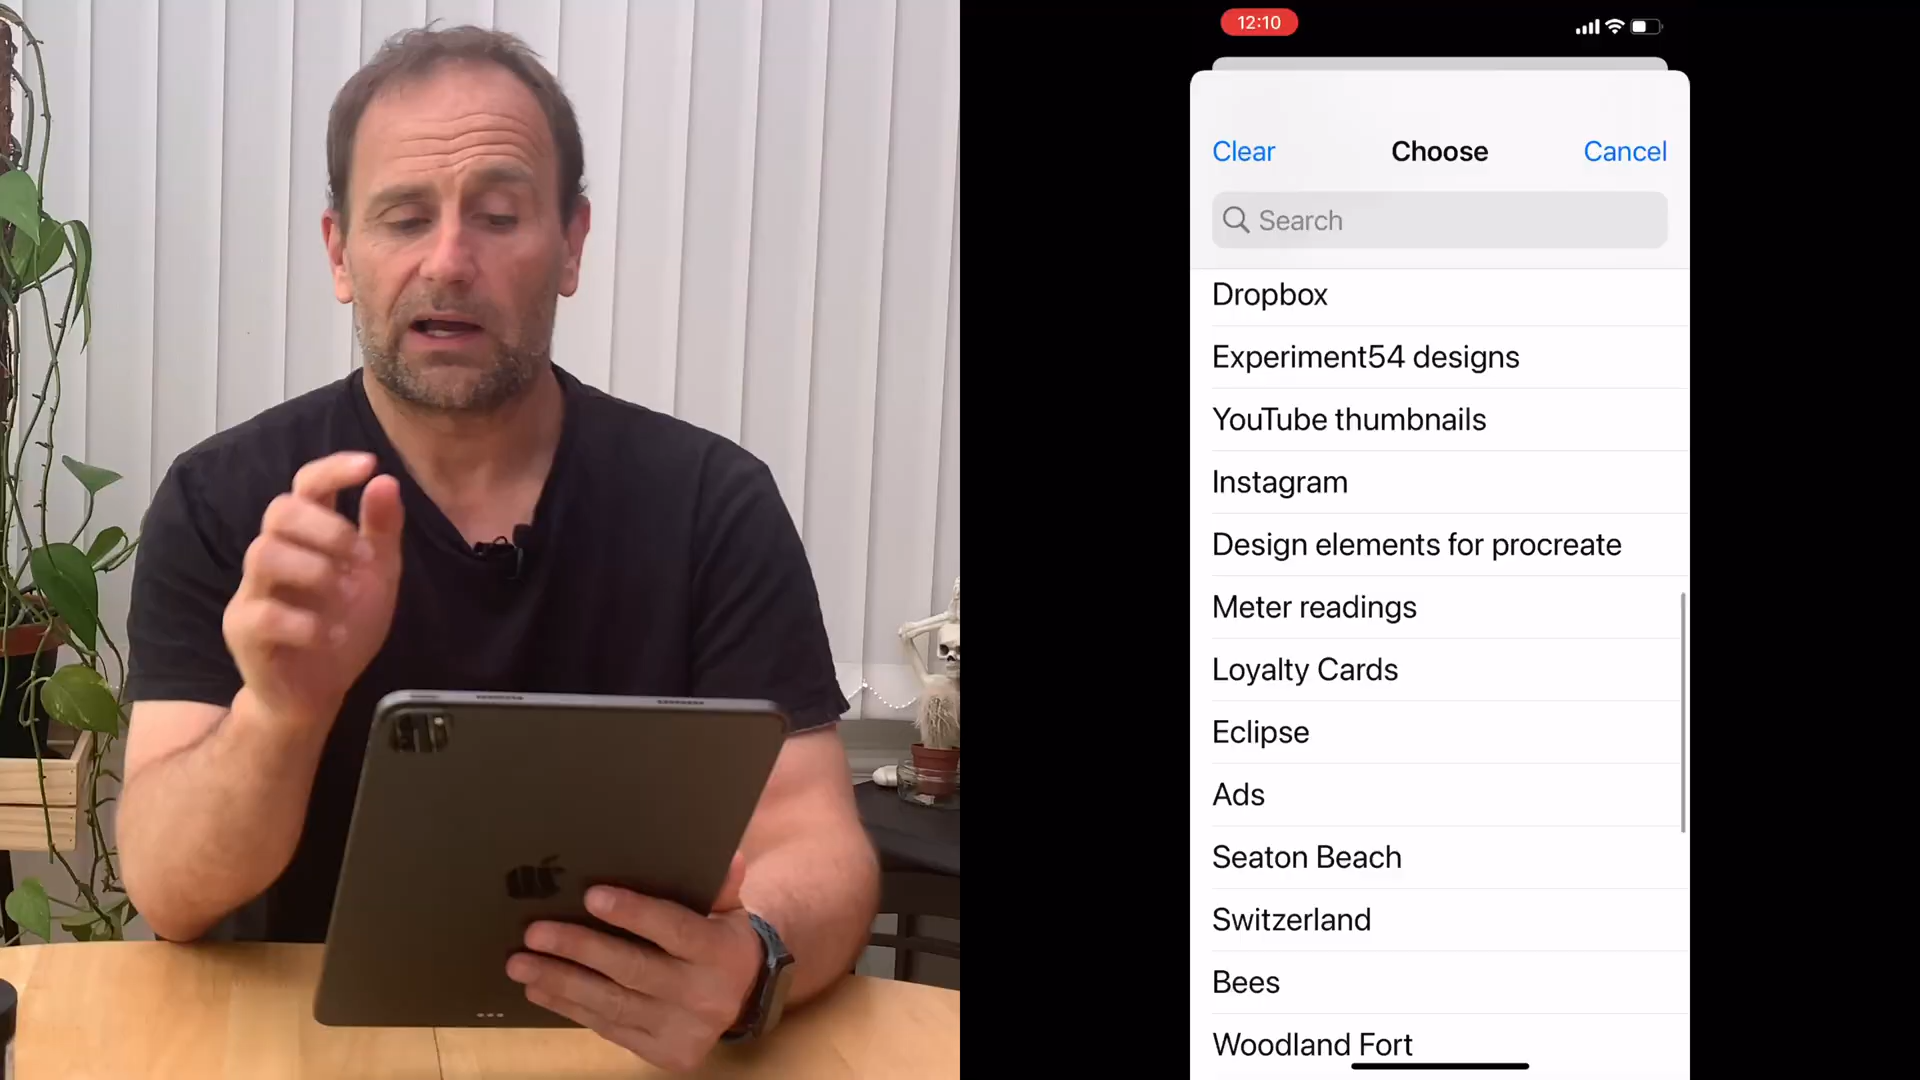 12:10
Clear
Choose
Cancel
Search
Dropbox
Experiment54 designs
YouTube thumbnails
Instagram
Design elements for procreate
Meter readings
Loyalty Cards
Eclipse
Ads
Seaton Beach
Switzerland
Bees
Woodland Fort